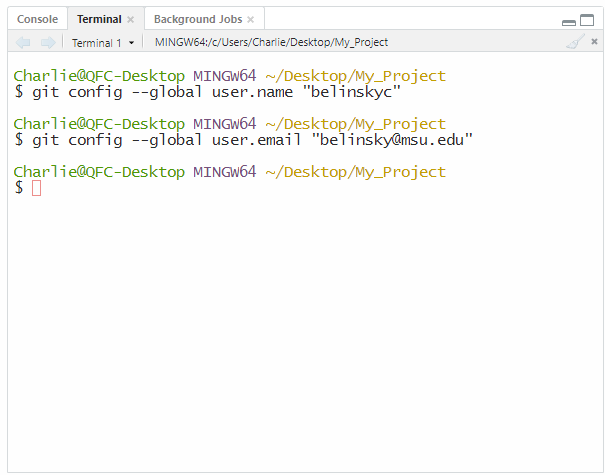 Console Terminal Background Jobs
Terminal 1 MINGW64:/c/Users/Charlie/Desktop/My_Project
Charlie@QFC-Desktop MINGW64 ~/Desktop/My_Project
$ git config --global user.name "belinskyc"
Charlie@QFC-Desktop MINGW64 ~/Desktop/My_Project
$ git config --global user.email "belinsky@msu.edu"
Charlie@QFC-Desktop MINGW64 ~/Desktop/My_Project
$